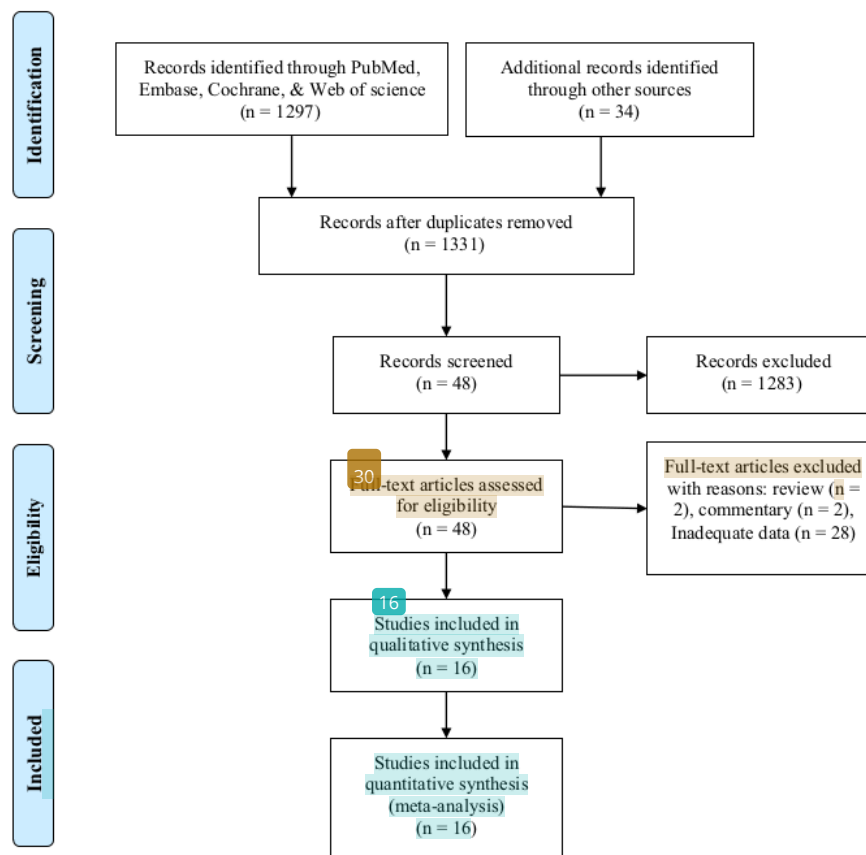 Identification
Records identified through PubMed,
Embase, Cochrane, & Web of science
(n = 1297)
Additional records identified
through other sources
(n = 34)
Records after duplicates removed
(n = 1331)
Screening
Records screened
(n = 48)
Records excluded
(n = 1283)
Eligibility
30
Full-text articles assessed
for eligibility
(n = 48)
Full-text articles excluded
with reasons: review (n =
2), commentary (n = 2),
Inadequate data (n = 28)
16
Studies included in
qualitative synthesis
(n = 16)
Included
Studies included in
quantitative synthesis
(meta-analysis)
(n = 16)